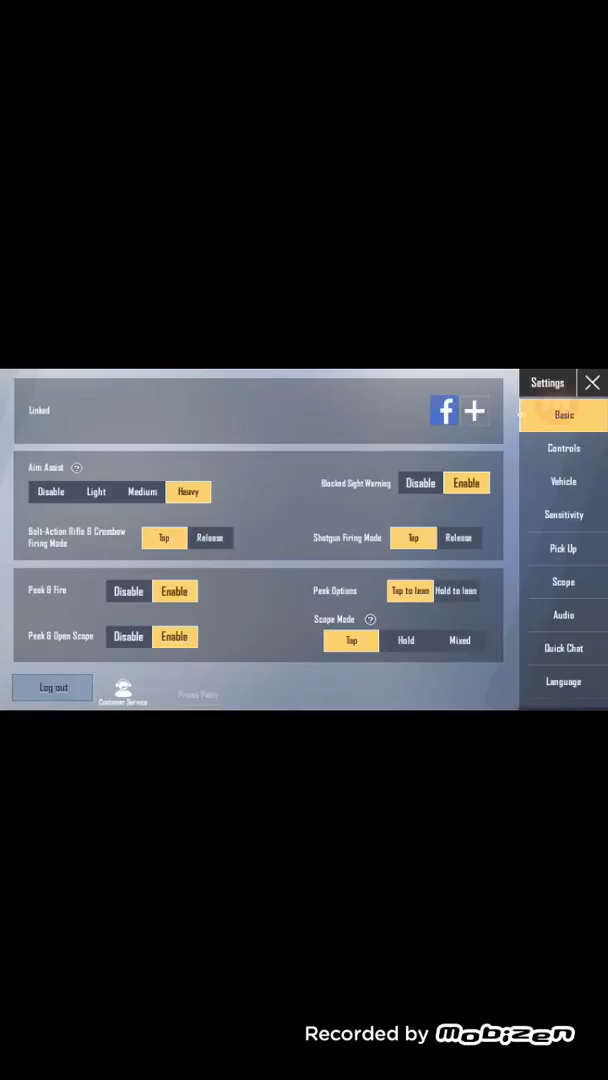 Settings
Linked
Basic
Controls
Vehicle
Sensitivity
Pick Up
Scope
Audio
Quick Chat
Language
Aim Assist ?
Disable Light Medium Heavy
Blocked Sight Warning Disable Enable
Bolt-Action Rifle & Crossbow
Firing Mode
Tap Release
Shotgun Firing Mode Tap Release
Peek & Fire Disable Enable
Peek Options Tap to lean Hold to lean
Peek & Open Scope Disable Enable
Scope Mode ?
Tap Hold Mixed
Log out
Customer Service
Privacy Policy
Recorded by mobizen